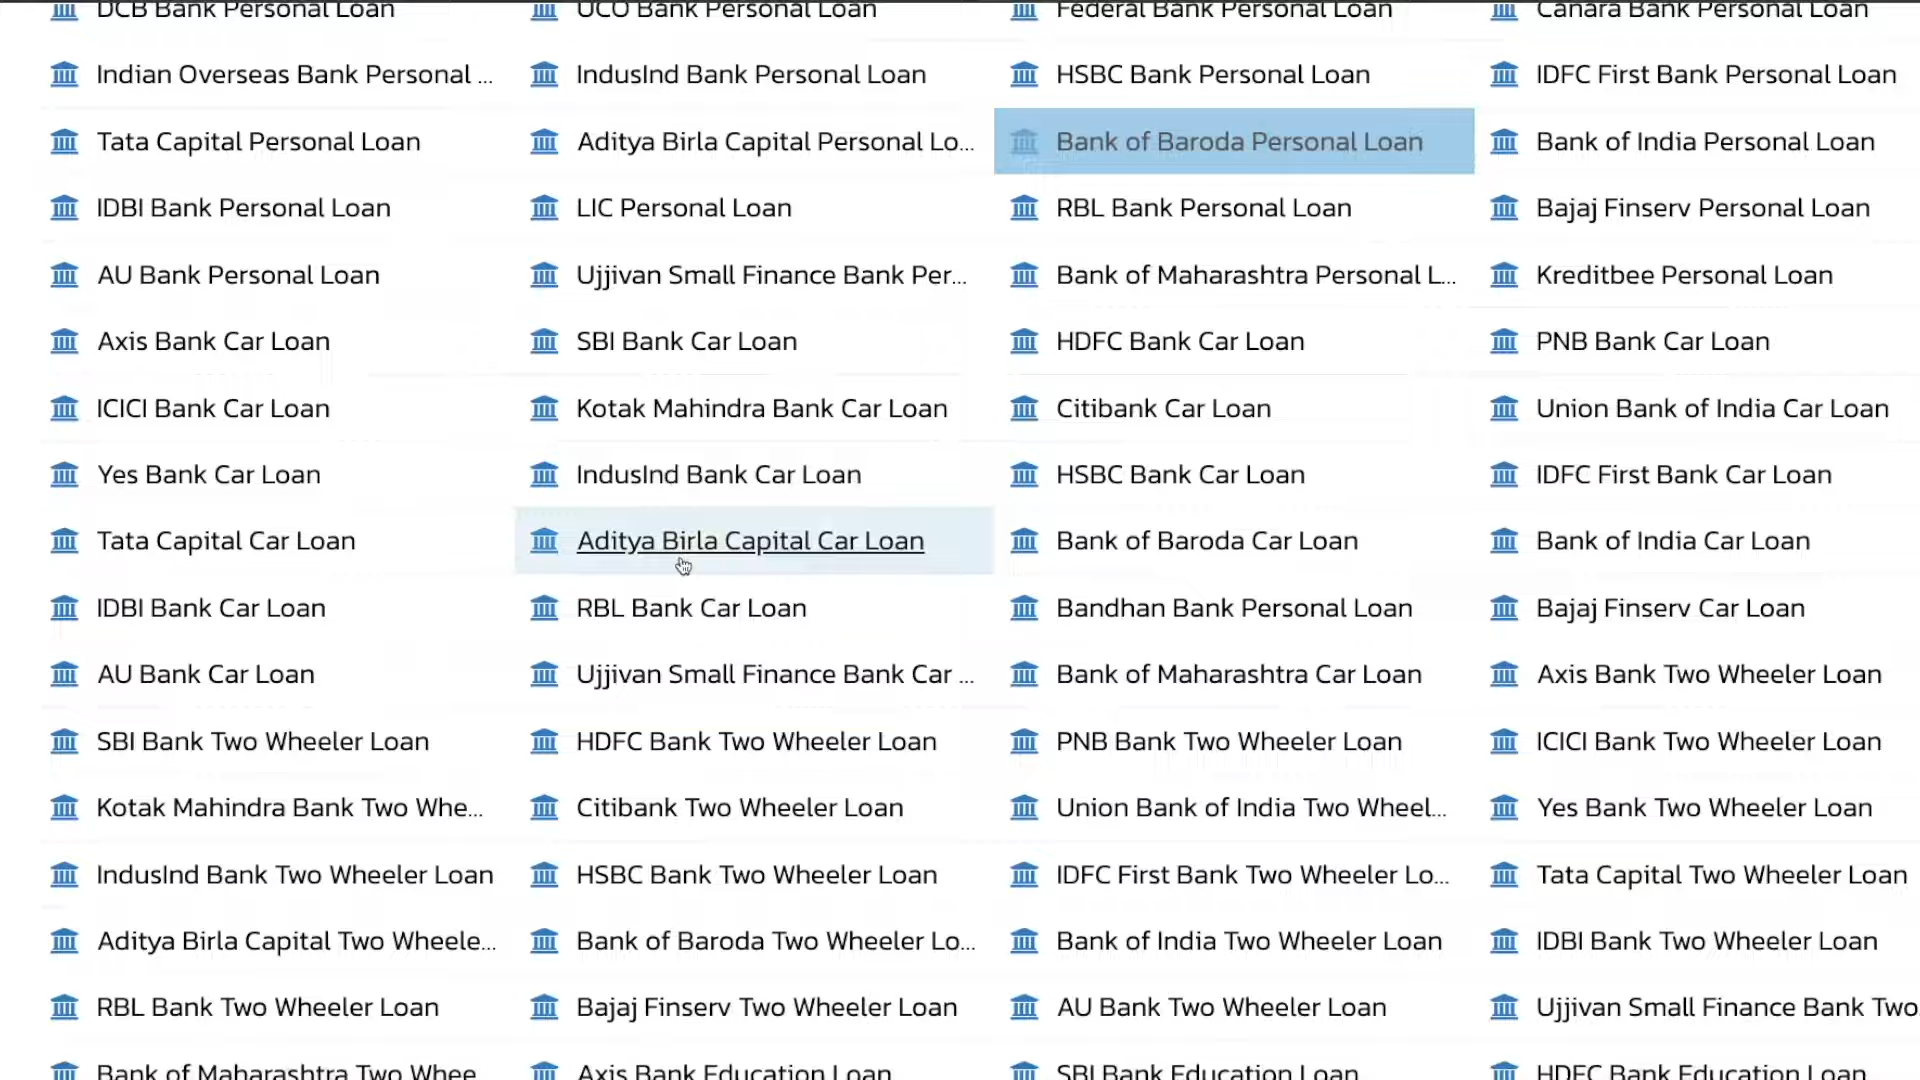 DCB Bank Personal Loan
UCO Bank Personal Loan
Federal Bank Personal Loan
Canara Bank Personal Loan
Indian Overseas Bank Personal ...
IndusInd Bank Personal Loan
HSBC Bank Personal Loan
IDFC First Bank Personal Loan
Tata Capital Personal Loan
Aditya Birla Capital Personal Lo...
Bank of Baroda Personal Loan
Bank of India Personal Loan
IDBI Bank Personal Loan
LIC Personal Loan
RBL Bank Personal Loan
Bajaj Finserv Personal Loan
AU Bank Personal Loan
Ujjivan Small Finance Bank Per...
Bank of Maharashtra Personal L...
Kreditbee Personal Loan
Axis Bank Car Loan
SBI Bank Car Loan
HDFC Bank Car Loan
PNB Bank Car Loan
ICICI Bank Car Loan
Kotak Mahindra Bank Car Loan
Citibank Car Loan
Union Bank of India Car Loan
Yes Bank Car Loan
IndusInd Bank Car Loan
HSBC Bank Car Loan
IDFC First Bank Car Loan
Tata Capital Car Loan
Aditya Birla Capital Car Loan
Bank of Baroda Car Loan
Bank of India Car Loan
IDBI Bank Car Loan
RBL Bank Car Loan
Bandhan Bank Personal Loan
Bajaj Finserv Car Loan
AU Bank Car Loan
Ujjivan Small Finance Bank Car ...
Bank of Maharashtra Car Loan
Axis Bank Two Wheeler Loan
SBI Bank Two Wheeler Loan
HDFC Bank Two Wheeler Loan
PNB Bank Two Wheeler Loan
ICICI Bank Two Wheeler Loan
Kotak Mahindra Bank Two Whe...
Citibank Two Wheeler Loan
Union Bank of India Two Wheel...
Yes Bank Two Wheeler Loan
IndusInd Bank Two Wheeler Loan
HSBC Bank Two Wheeler Loan
IDFC First Bank Two Wheeler Lo...
Tata Capital Two Wheeler Loan
Aditya Birla Capital Two Wheele...
Bank of Baroda Two Wheeler Lo...
Bank of India Two Wheeler Loan
IDBI Bank Two Wheeler Loan
RBL Bank Two Wheeler Loan
Bajaj Finserv Two Wheeler Loan
AU Bank Two Wheeler Loan
Ujjivan Small Finance Bank Two
Bank of Maharashtra Two Whee
Axis Bank Education Loan
SBI Bank Education Loan
HDFC Bank Education Loan